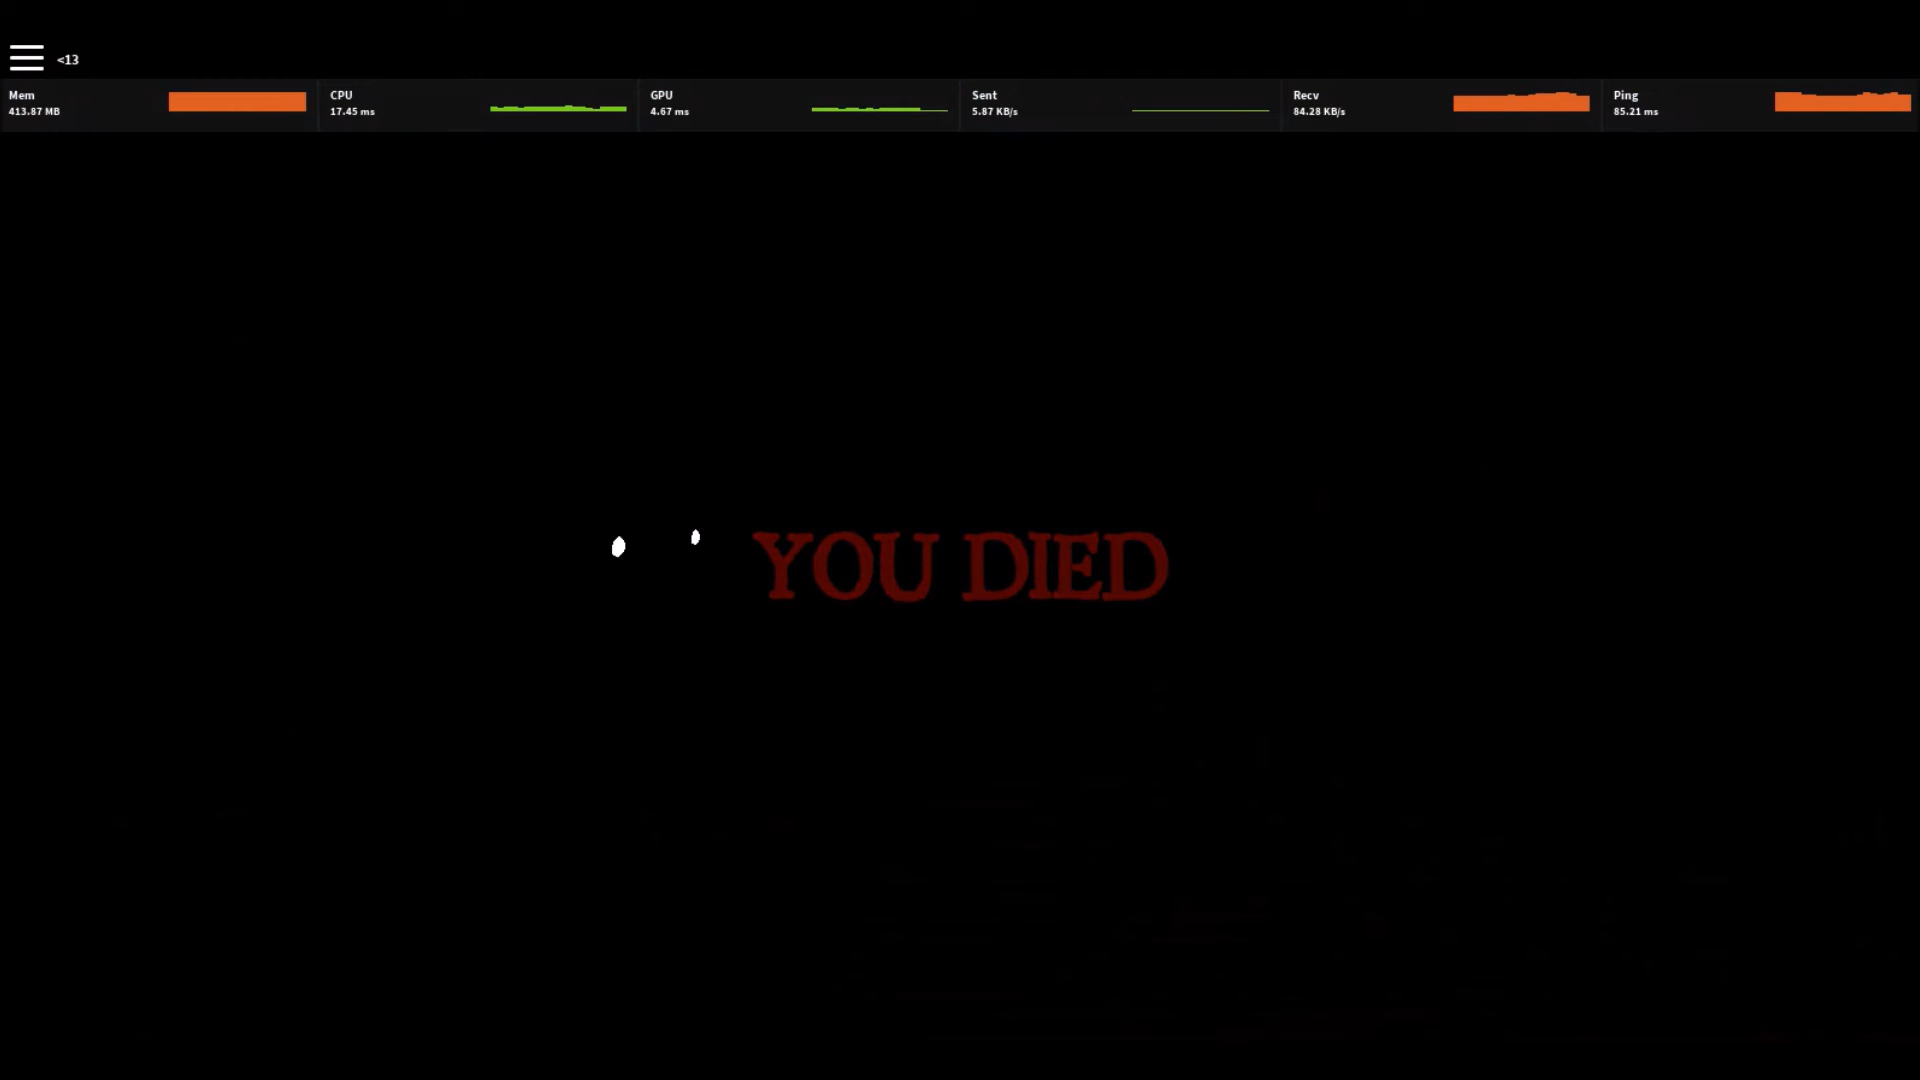 <13
Mem CPU GPU Sent Recv Ping
413.87 MB 17.45 ms 4.67 ms 5.87 KB/s 84.28 KB/s 85.21 ms
YOU DIED